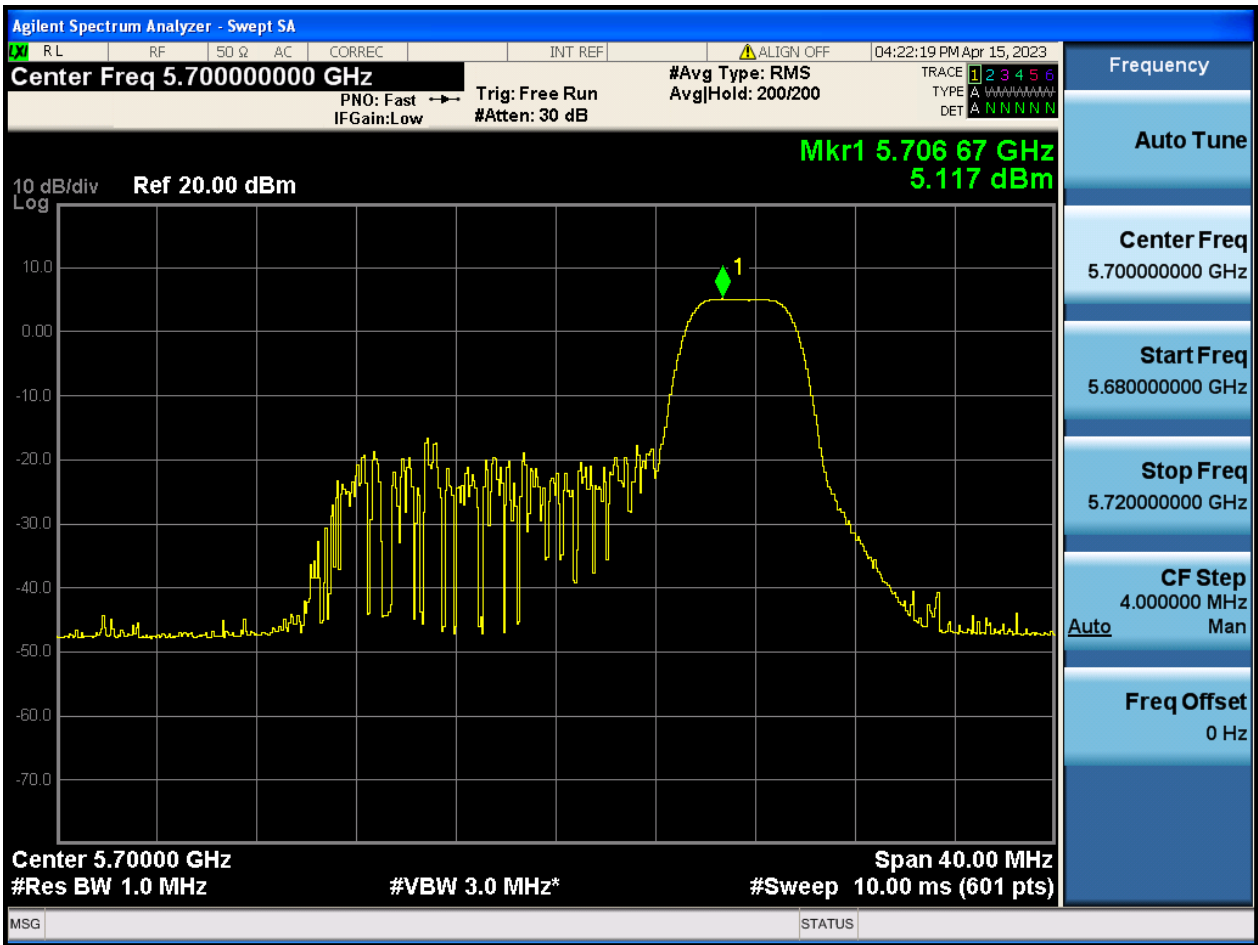 Agilent Spectrum Analyzer - Swept SA
LXI RL RF 50 Ω AC CORREC INT REF ALIGN OFF 04:22:19 PM Apr 15, 2023
Center Freq 5.700000000 GHz
PNO: Fast
IFGain:Low
Trig: Free Run
#Atten: 30 dB
#Avg Type: RMS
Avg|Hold: 200/200
TRACE 1 2 3 4 5 6
TYPE A WWWWW
DET A N N N N N
Mkr1 5.706 67 GHz
5.117 dBm
10 dB/div Ref 20.00 dBm
Log
1
10.0
0.00
-10.0
-20.0
-30.0
-40.0
-50.0
-60.0
-70.0
Center 5.70000 GHz Span 40.00 MHz
#Res BW 1.0 MHz #VBW 3.0 MHz* #Sweep 10.00 ms (601 pts)
MSG STATUS
Frequency
Auto Tune
Center Freq
5.700000000 GHz
Start Freq
5.680000000 GHz
Stop Freq
5.720000000 GHz
CF Step
4.000000 MHz
Auto Man
Freq Offset
0 Hz